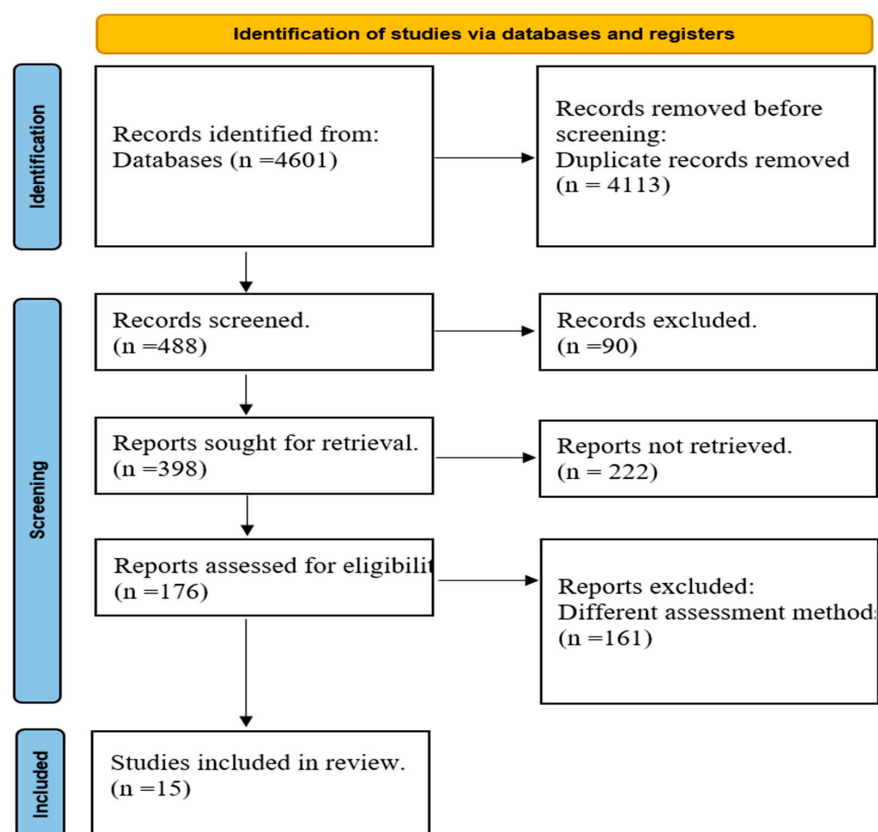 Identification of studies via databases and registers
Identification
Records identified from:
Databases (n =4601)
Records removed before
screening:
Duplicate records removed
(n = 4113)
Screening
Records screened.
(n =488)
Records excluded.
(n =90)
Reports sought for retrieval.
(n =398)
Reports not retrieved.
(n = 222)
Reports assessed for eligibilit
(n =176)
Reports excluded:
Different assessment method
(n =161)
Included
Studies included in review.
(n =15)